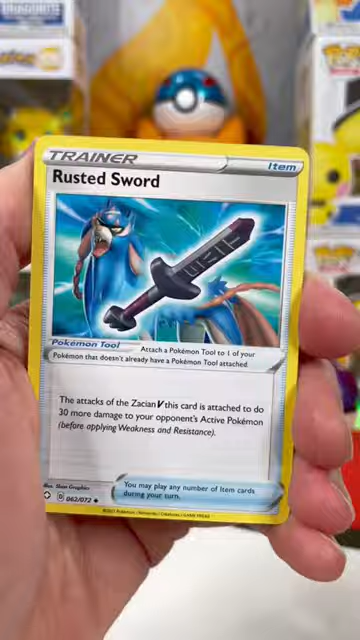 TRAINER
Item
Rusted Sword
Pokémon Tool
Attach a Pokémon Tool to 1 of your
Pokémon that doesn't already have a Pokémon Tool attached.
The attacks of the Zacian V this card is attached to do
30 more damage to your opponent's Active Pokémon
(before applying Weakness and Resistance).
You may play any number of Item cards
during your turn.
D 062/072